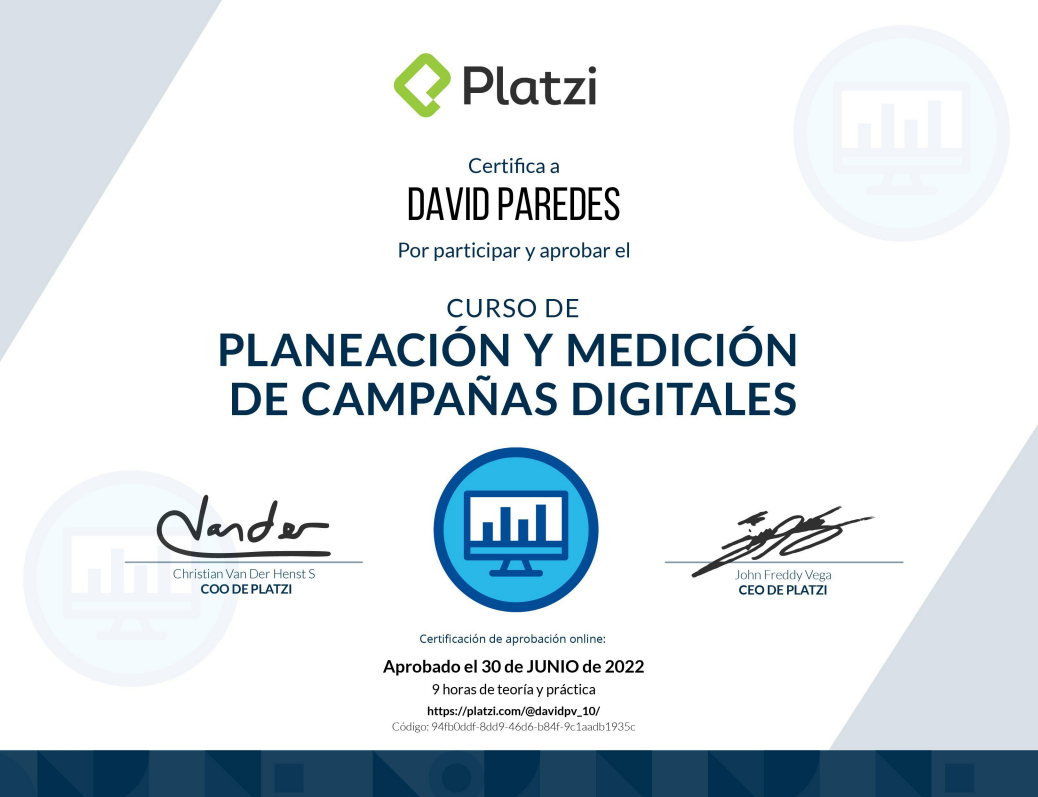 Platzi
Certifica a
DAVID PAREDES
Por participar y aprobar el
CURSO DE
PLANEACIÓN Y MEDICIÓN
DE CAMPAÑAS DIGITALES
Vander
Christian Van Der Henst S
COO DE PLATZI
John Freddy Vega
CEO DE PLATZI
Certificación de aprobación online:
Aprobado el 30 de JUNIO de 2022
9 horas de teoría y práctica
https://platzi.com/@davidpv_10/
Código: 94fb0ddf-8dd9-46d6-b84f-9c1aadb1935c